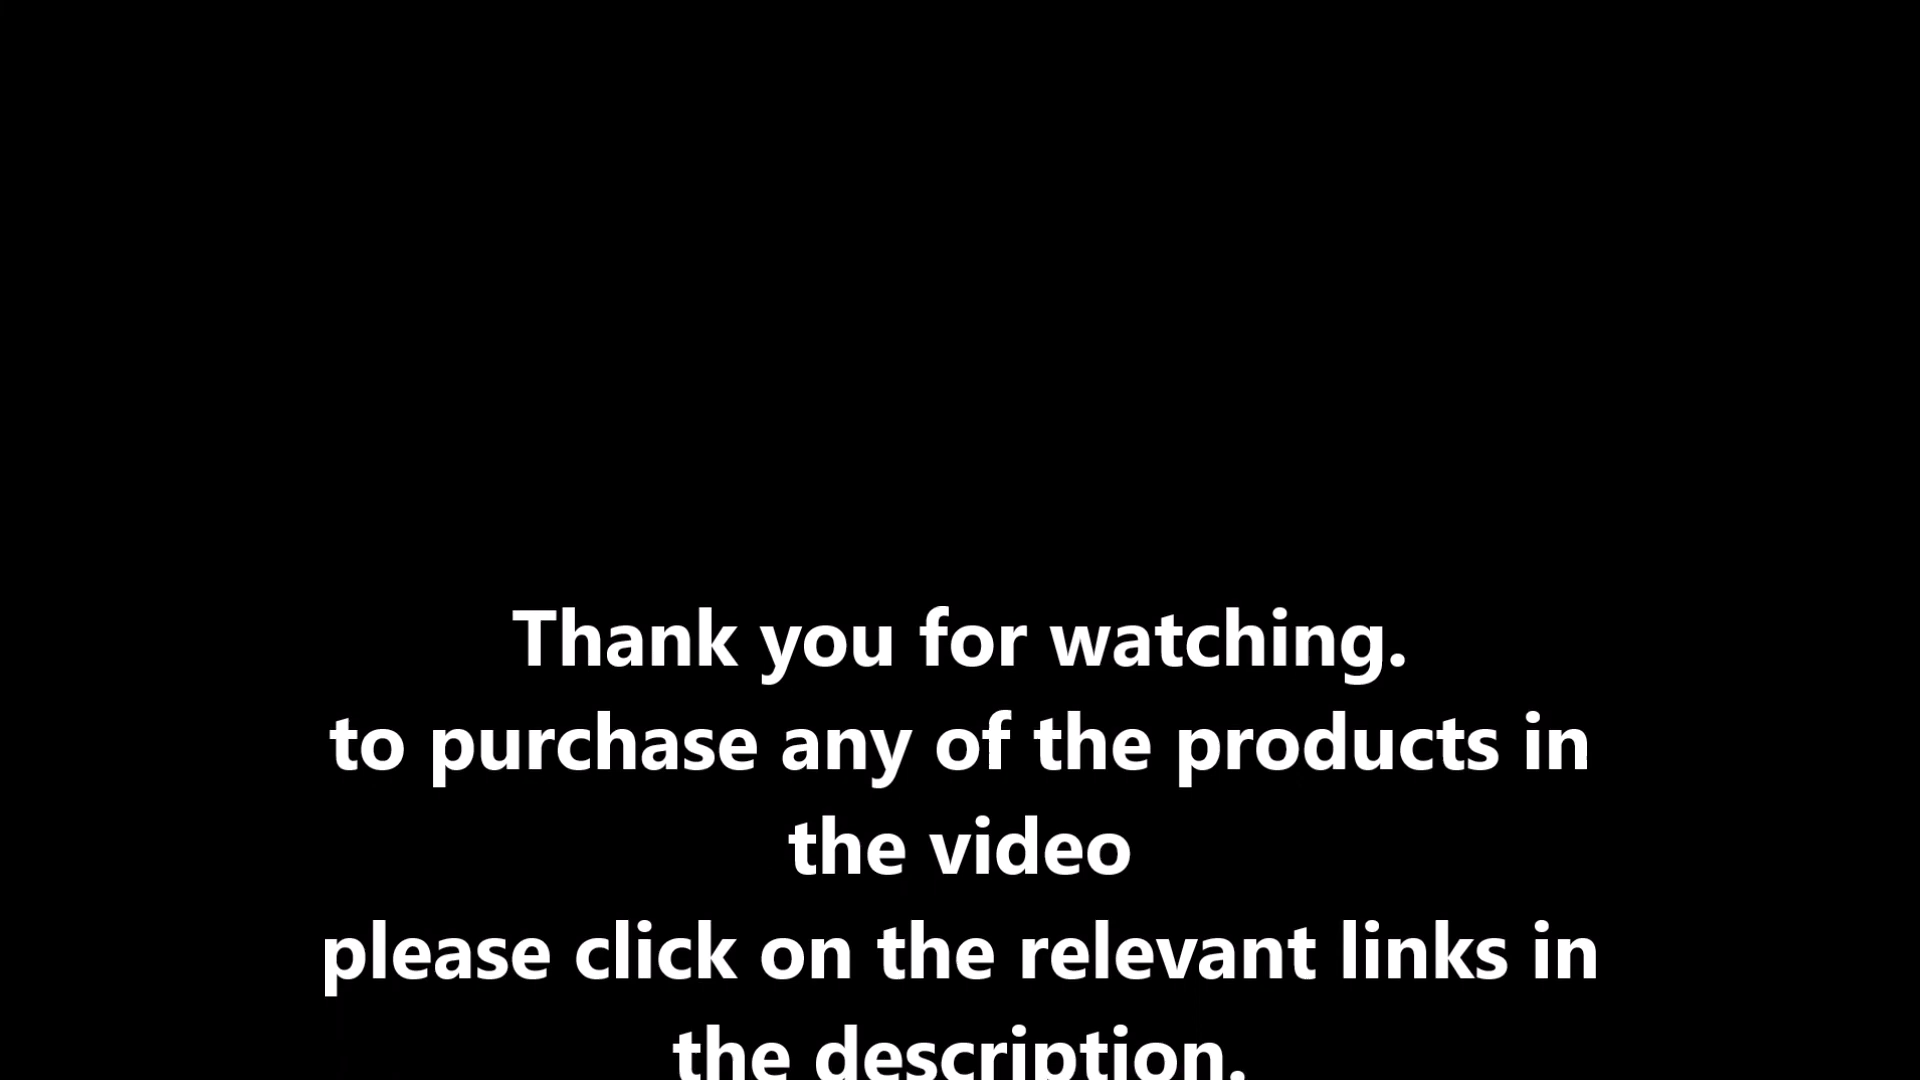 Thank you for watching.
to purchase any of the products in
the video
please click on the relevant links in
the description.